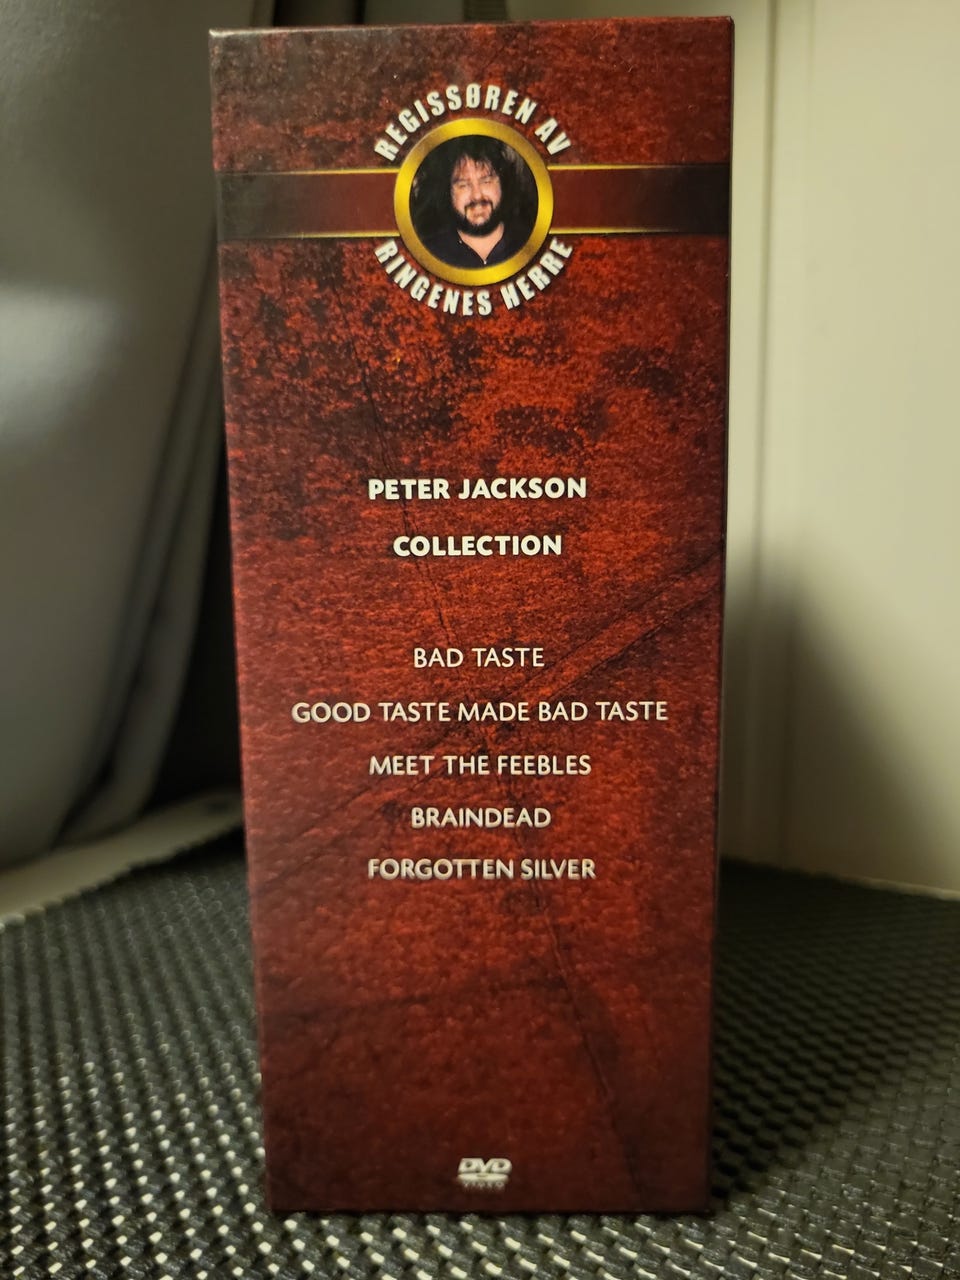 REGISSØREN AV
RINGENES HERRE
PETER JACKSON
COLLECTION
BAD TASTE
GOOD TASTE MADE BAD TASTE
MEET THE FEEBLES
BRAINDEAD
FORGOTTEN SILVER
DVD
VIDEO